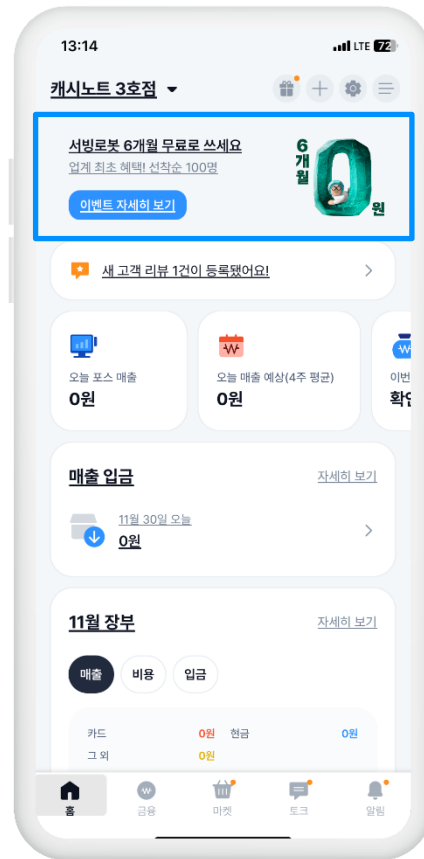 13:14
LTE 72
캐시노트 3호점
서빙로봇 6개월 무료로 쓰세요
업계 최초 혜택! 선착순 100명
이벤트 자세히 보기
6개월
0원
새 고객 리뷰 1건이 등록됐어요!
오늘 포스 매출
0원
오늘 매출 예상(4주 평균)
0원
이번
매출 입금
자세히 보기
11월 30일 오늘
0원
11월 장부
자세히 보기
매출 비용 입금
카드 0원 현금 0원
그 외 0원
홈 금융 마켓 토크 알림